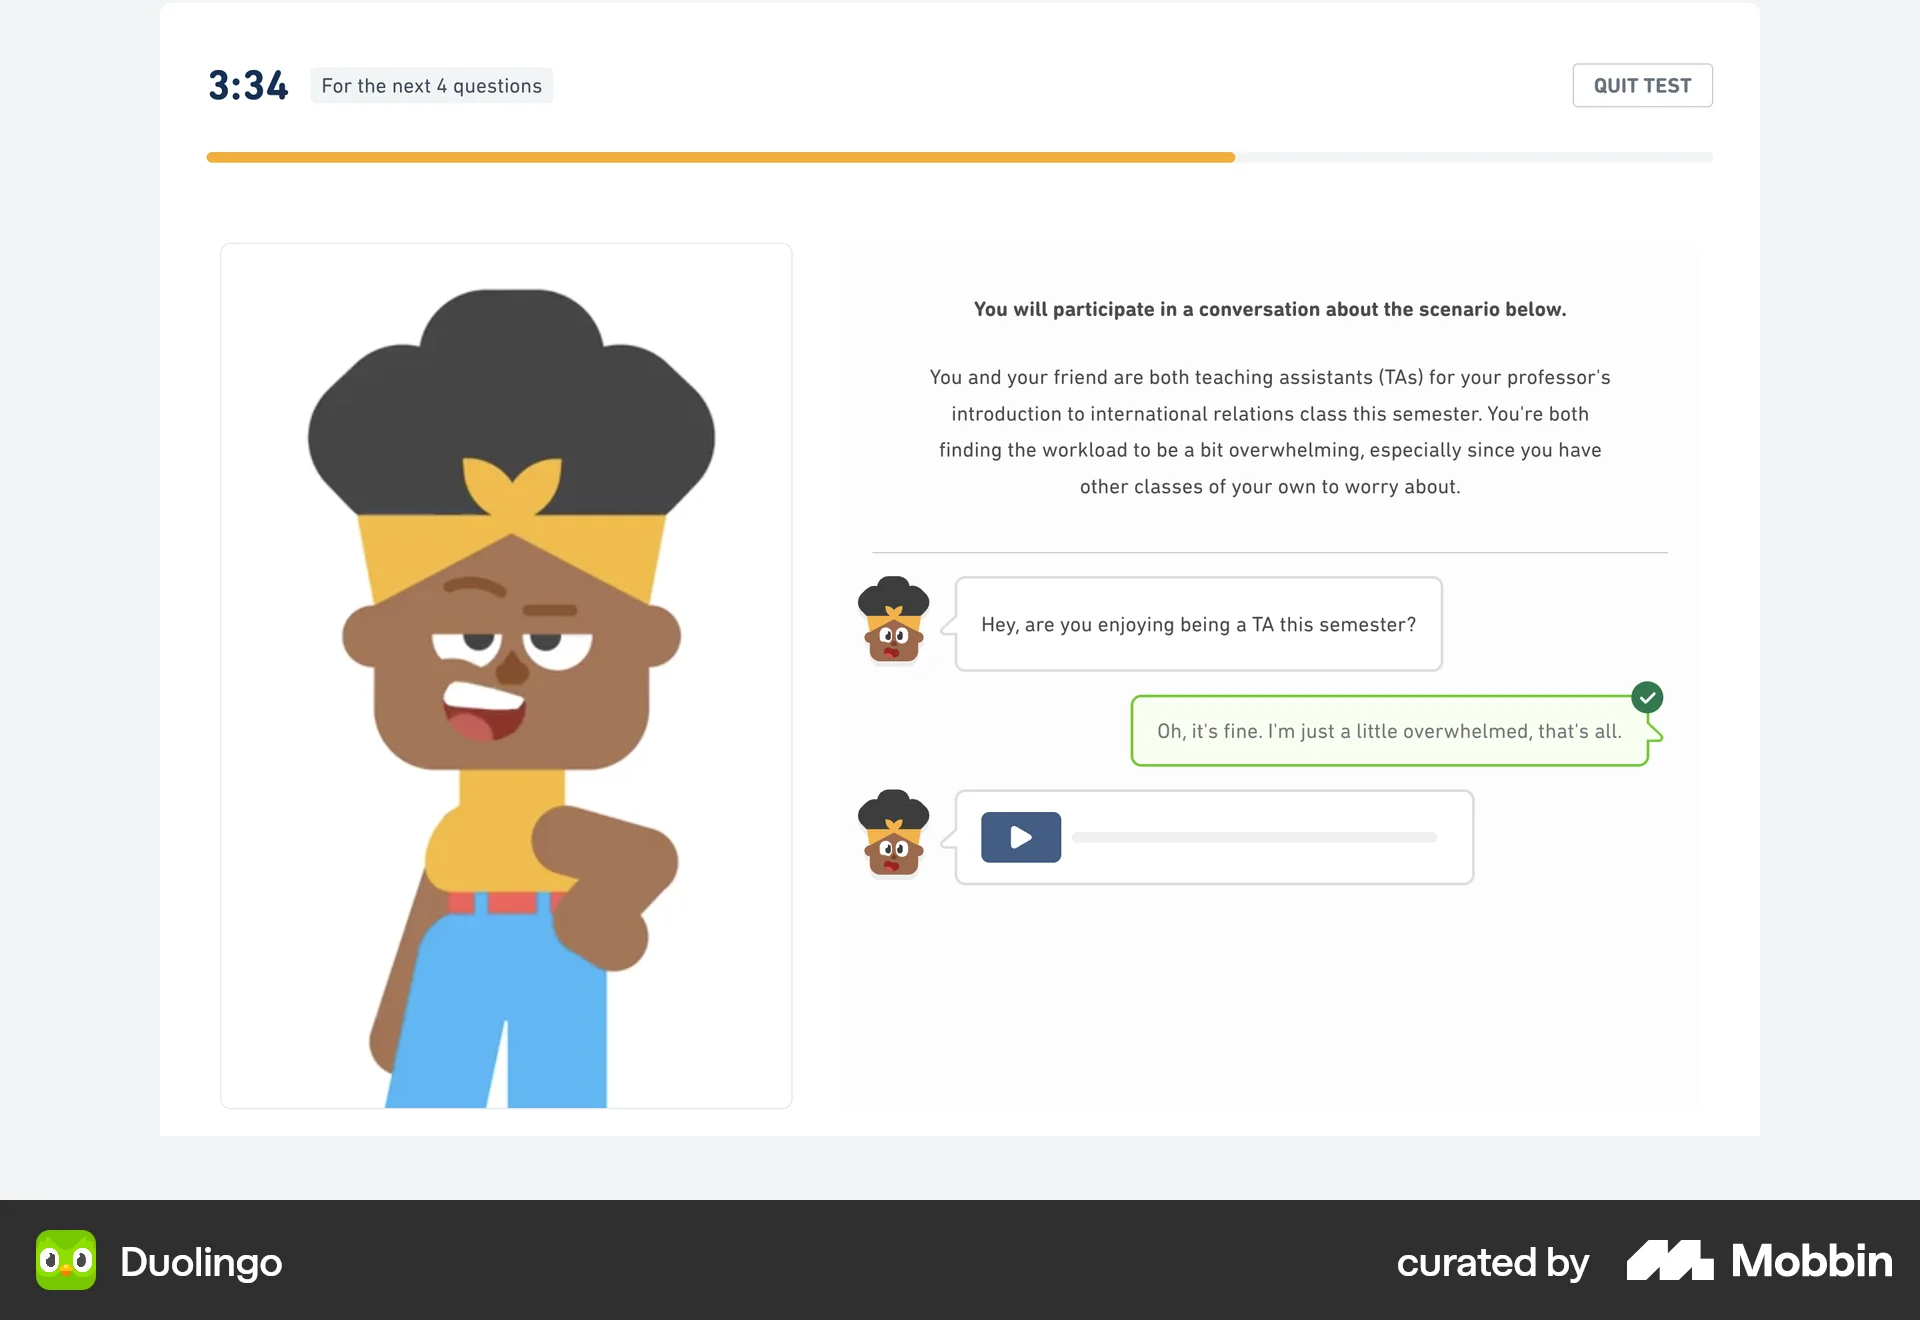 3:34
For the next 4 questions
QUIT TEST
You will participate in a conversation about the scenario below.
You and your friend are both teaching assistants (TAs) for your professor's
introduction to international relations class this semester. You're both
finding the workload to be a bit overwhelming, especially since you have
other classes of your own to worry about.
Hey, are you enjoying being a TA this semester?
Oh, it's fine. I'm just a little overwhelmed, that's all.
Duolingo
curated by
Mobbin